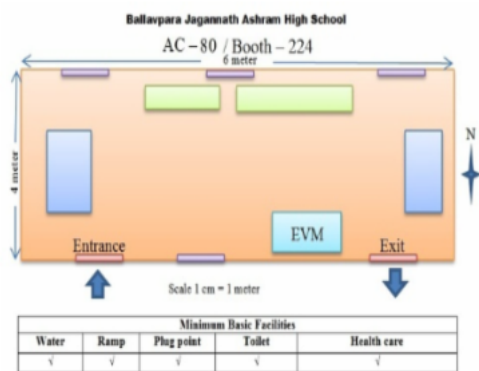 Ballavpara Jagannath Ashram High School
AC – 80 / Booth – 224
6 meter
4 meter
N
EVM
Entrance
Exit
Scale 1 cm = 1 meter
Minimum Basic Facilities
Water Ramp Plug point Toilet Health care
√ √ √ √ √